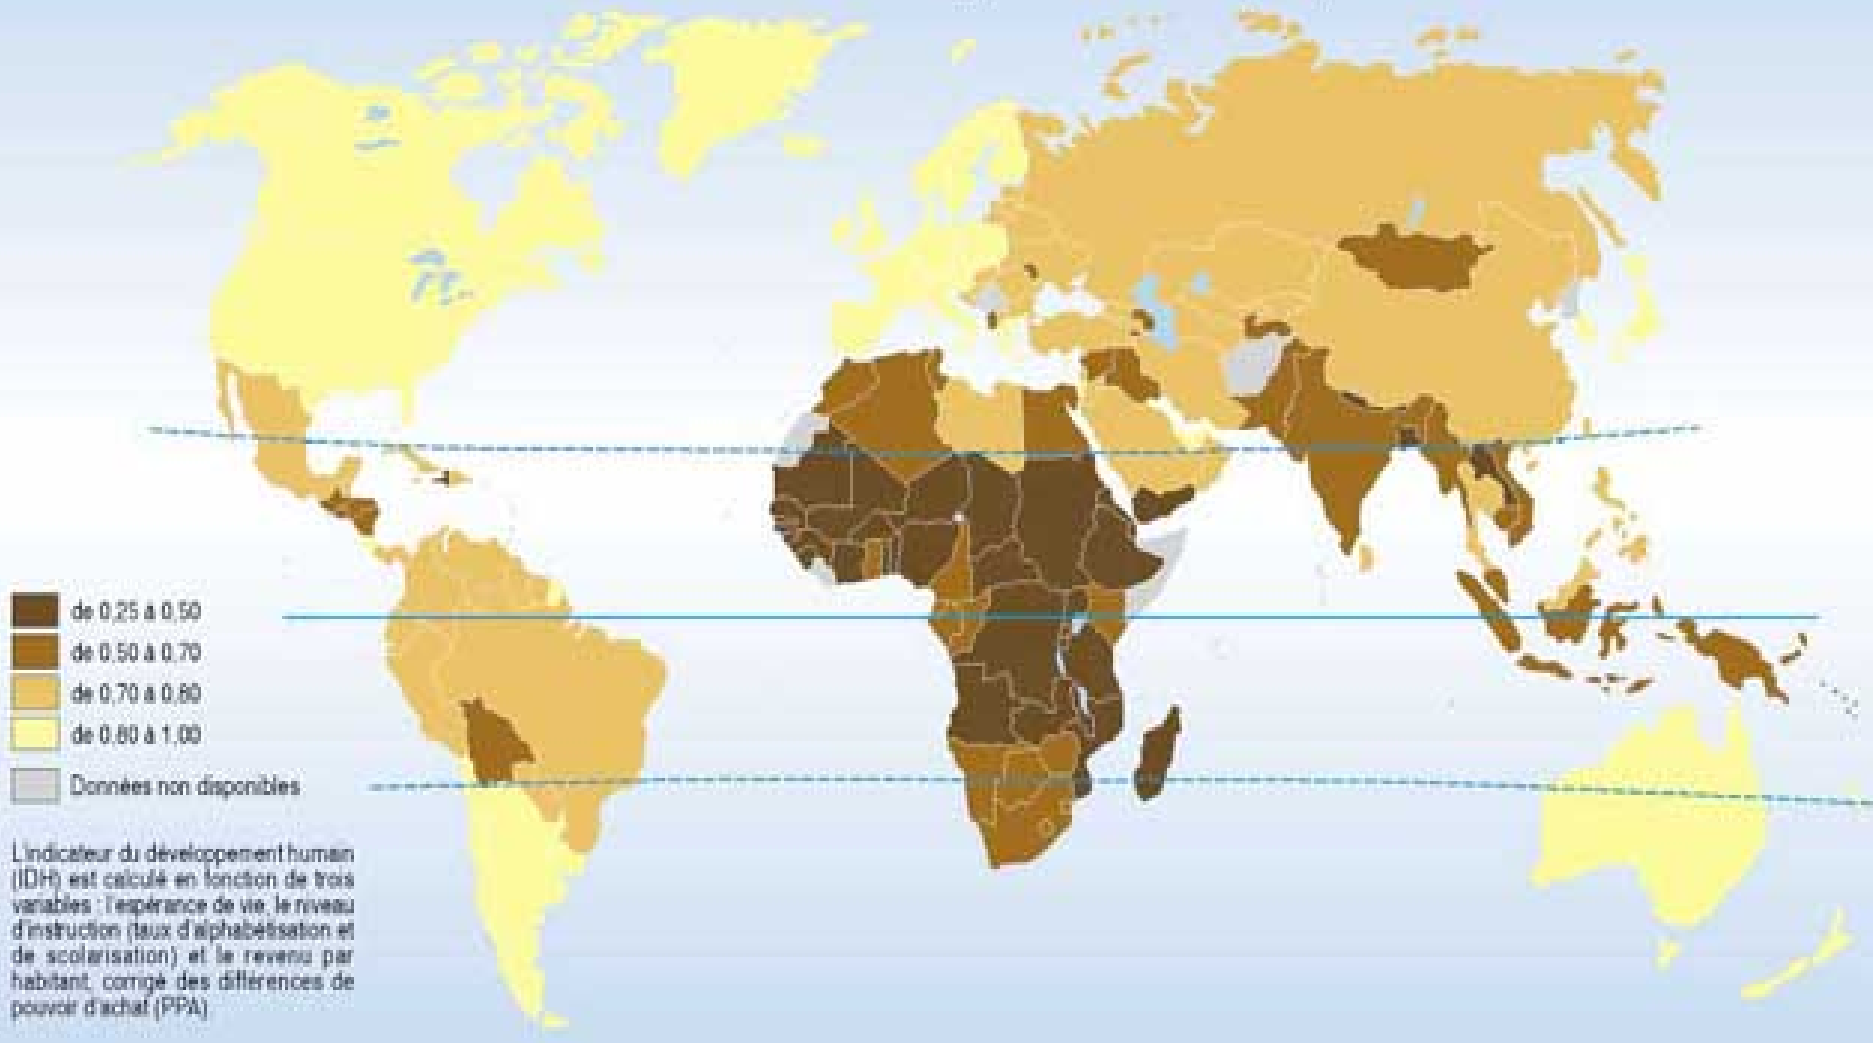 de 0,25 à 0,50
de 0,50 à 0,70
de 0,70 à 0,80
de 0,80 à 1,00
Données non disponibles
L'indicateur du développement humain
(IDH) est calculé en fonction de trois
variables : l'espérance de vie, le niveau
d'instruction (taux d'alphabétisation et
de scolarisation) et le revenu par
habitant, corrigé des différences de
pouvoir d'achat (PPA)